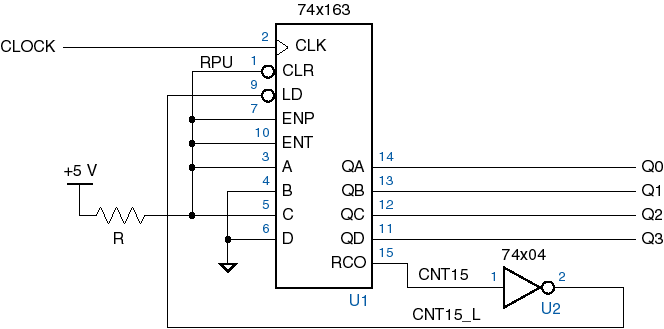 74x163
CLOCK 2 CLK
RPU 1 CLR
9 LD
7 ENP
10 ENT
3 A QA 14 Q0
+5 V 4 B QB 13 Q1
5 C QC 12 Q2
R 6 D QD 11 Q3
RCO 15 74x04
CNT15 1 2
U1 U2
CNT15_L